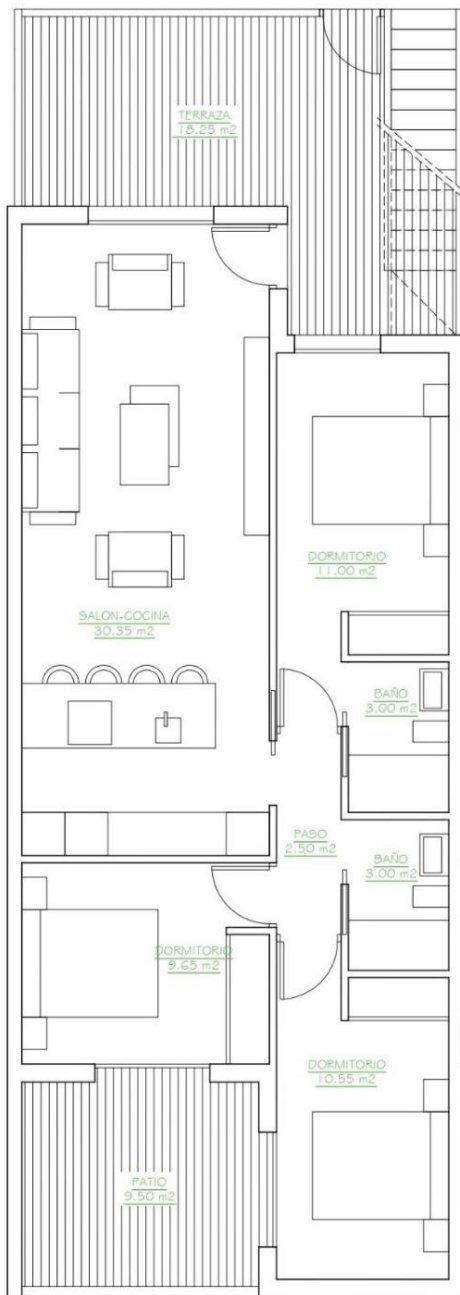 TERRAZA
18.25 m2
DORMITORIO
11.00 m2
SALON-COCINA
30.35 m2
BAÑO
3.00 m2
PASO
2.50 m2
BAÑO
3.00 m2
DORMITORIO
9.65 m2
DORMITORIO
10.55 m2
PATIO
9.50 m2